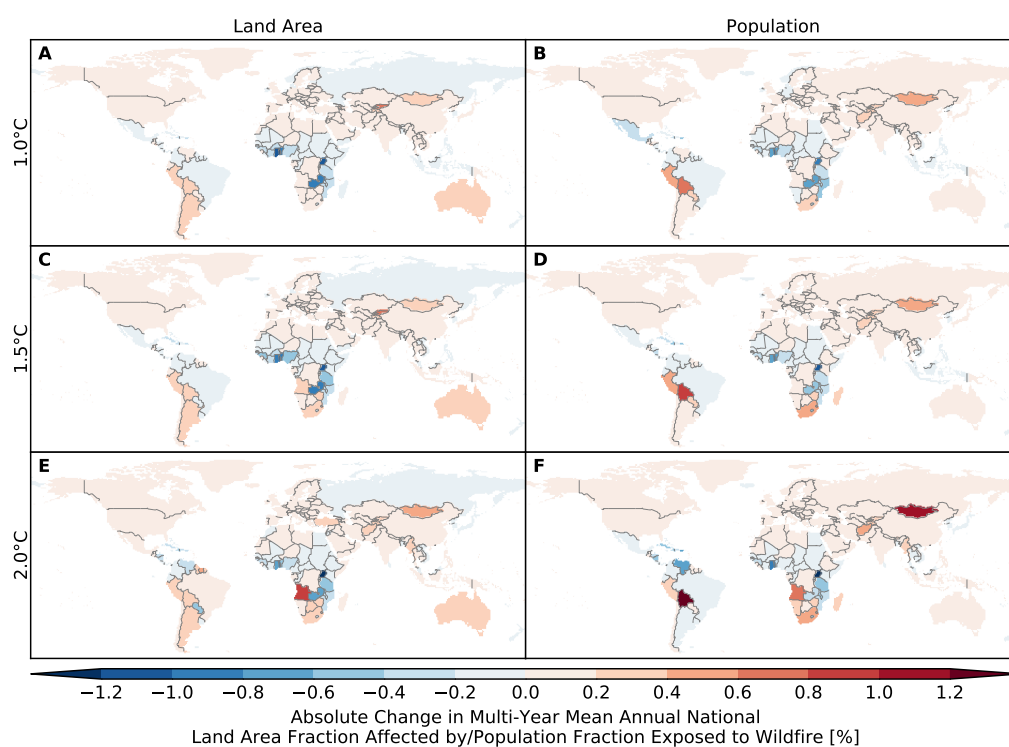 Land Area
Population
A
B
1.0°C
C
D
1.5°C
E
F
2.0°C
−1.2 −1.0 −0.8 −0.6 −0.4 −0.2 0.0 0.2 0.4 0.6 0.8 1.0 1.2
Absolute Change in Multi-Year Mean Annual National
Land Area Fraction Affected by/Population Fraction Exposed to Wildfire [%]